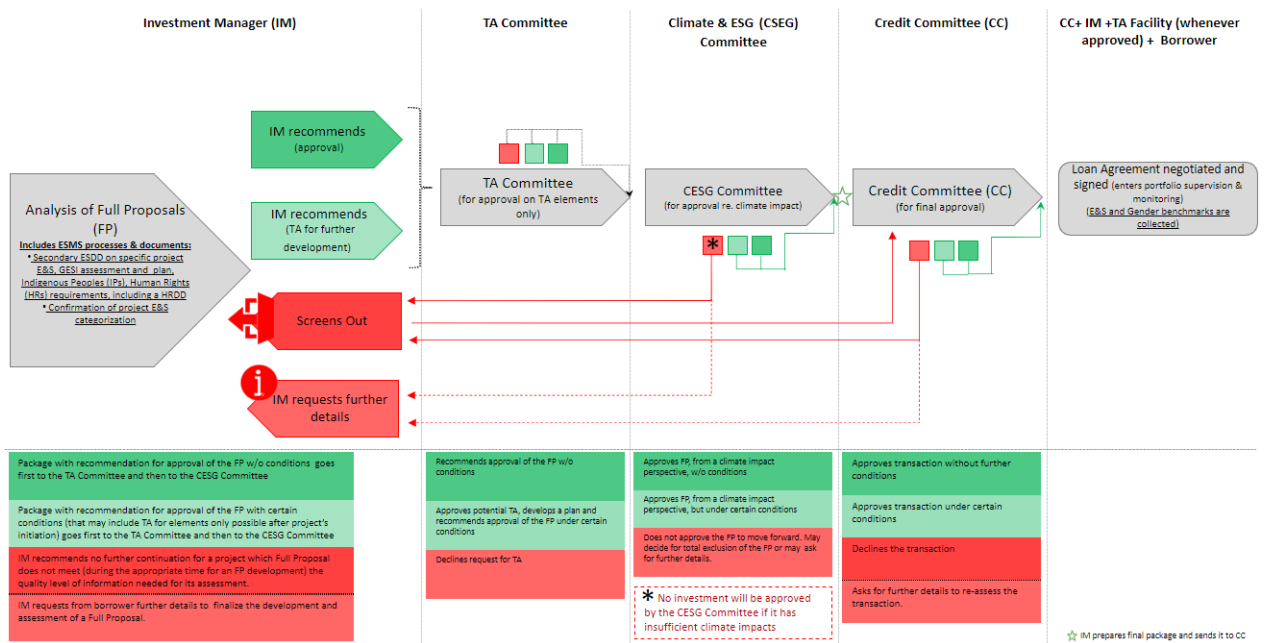 Investment Manager (IM)
TA Committee
Climate & ESG (CSEG)
Committee
Credit Committee (CC)
CC+ IM +TA Facility (whenever
approved) + Borrower
IM recommends
(approval)
IM recommends
(TA for further
development)
Analysis of Full Proposals
(FP)
Includes ESMS processes & documents:
• Secondary ESDD on specific project
E&S, GESI assessment and plan,
Indigenous Peoples (IPs), Human Rights
(HRs) requirements, including a HRDD
• Confirmation of project E&S
categorization
Screens Out
i
IM requests further
details
TA Committee
(for approval on TA elements
only)
CESG Committee
(for approval re. climate impact)
*
Credit Committee (CC)
(for final approval)
Loan Agreement negotiated and
signed (enters portfolio supervision &
monitoring)
(E&S and Gender benchmarks are
collected)
Package with recommendation for approval of the FP w/o conditions goes
first to the TA Committee and then to the CESG Committee
Package with recommendation for approval of the FP with certain
conditions (that may include TA for elements only possible after project's
initiation) goes first to the TA Committee and then to the CESG Committee
IM recommends no further continuation for a project which Full Proposal
does not meet (during the appropriate time for an FP development) the
quality level of information needed for its assessment.
IM requests from borrower further details to finalize the development and
assessment of a Full Proposal.
Recommends approval of the FP w/o
conditions
Approves potential TA, develops a plan and
recommends approval of the FP under certain
conditions
Declines request for TA
Approves FP, from a climate impact
perspective, w/o conditions
Approves FP, from a climate impact
perspective, but under certain conditions
Does not approve the FP to move forward. May
decide for total exclusion of the FP or may ask
for further details.
* No investment will be approved
by the CESG Committee if it has
insufficient climate impacts
Approves transaction without further
conditions
Approves transaction under certain
conditions
Declines the transaction
Asks for further details to re-assess the
transaction.
IM prepares final package and sends it to CC